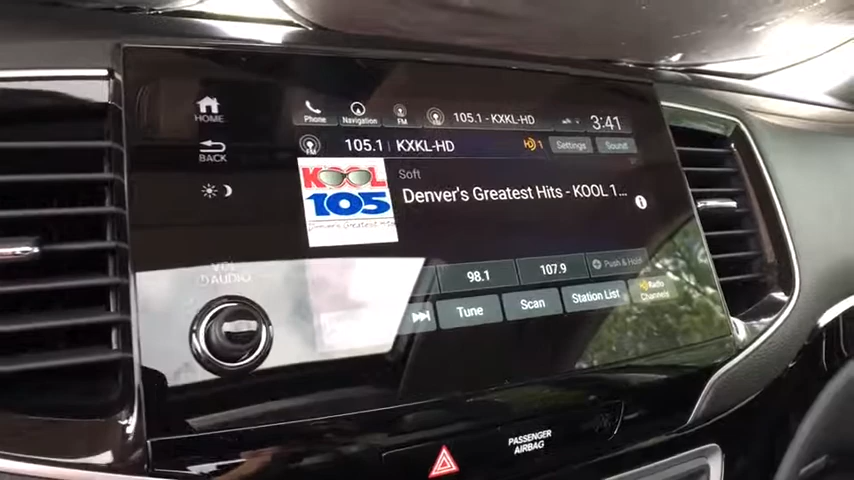 HOME
Phone
Navigation
FM
105.1 - KXKL-HD
3:41
BACK
105.1 | KXKL-HD
1
Settings
Sound
KOOL
105
Denver's Greatest Hits
Soft
Denver's Greatest Hits - KOOL 1...
VOL
AUDIO
98.1
107.9
Push & Hold
Tune
Scan
Station List
Radio
Channels
PASSENGER
AIRBAG